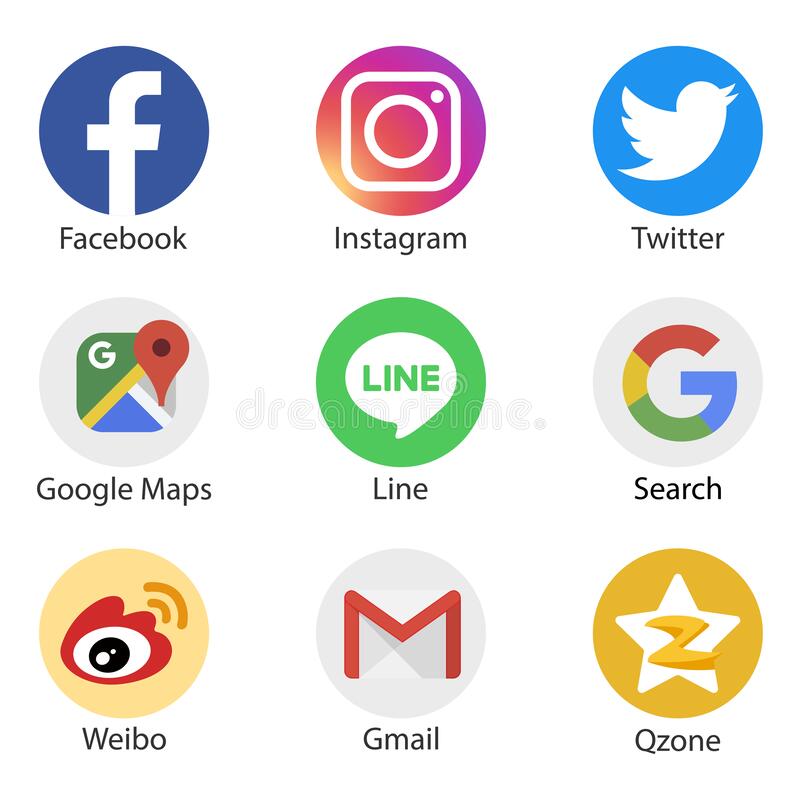 Facebook
Instagram
Twitter
G
LINE
dreamstime.
Google Maps
Line
Search
Weibo
Gmail
Qzone